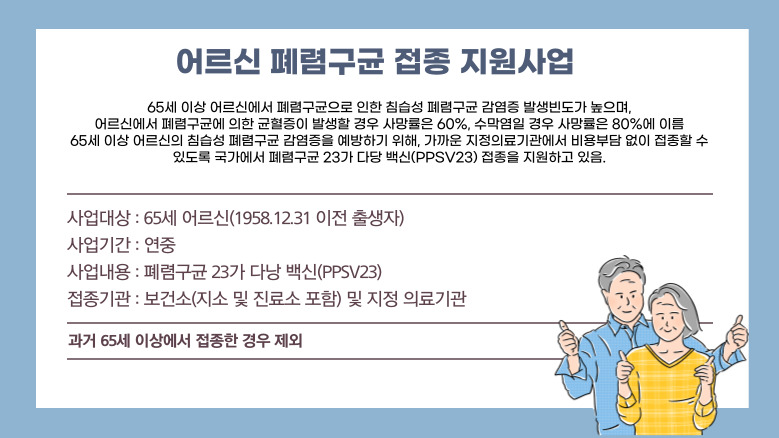 어르신 폐렴구균 접종 지원사업
65세 이상 어르신에서 폐렴구균으로 인한 침습성 폐렴구균 감염증 발생빈도가 높으며,
어르신에서 폐렴구균에 의한 균혈증이 발생할 경우 사망률은 60%, 수막염일 경우 사망률은 80%에 이름
65세 이상 어르신의 침습성 폐렴구균 감염증을 예방하기 위해, 가까운 지정의료기관에서 비용부담 없이 접종할 수
있도록 국가에서 폐렴구균 23가 다당 백신(PPSV23) 접종을 지원하고 있음.
사업대상 : 65세 어르신(1958.12.31 이전 출생자)
사업기간 : 연중
사업내용 : 폐렴구균 23가 다낭 백신(PPSV23)
접종기관 : 보건소(지소 및 진료소 포함) 및 지정 의료기관
과거 65세 이상에서 접종한 경우 제외